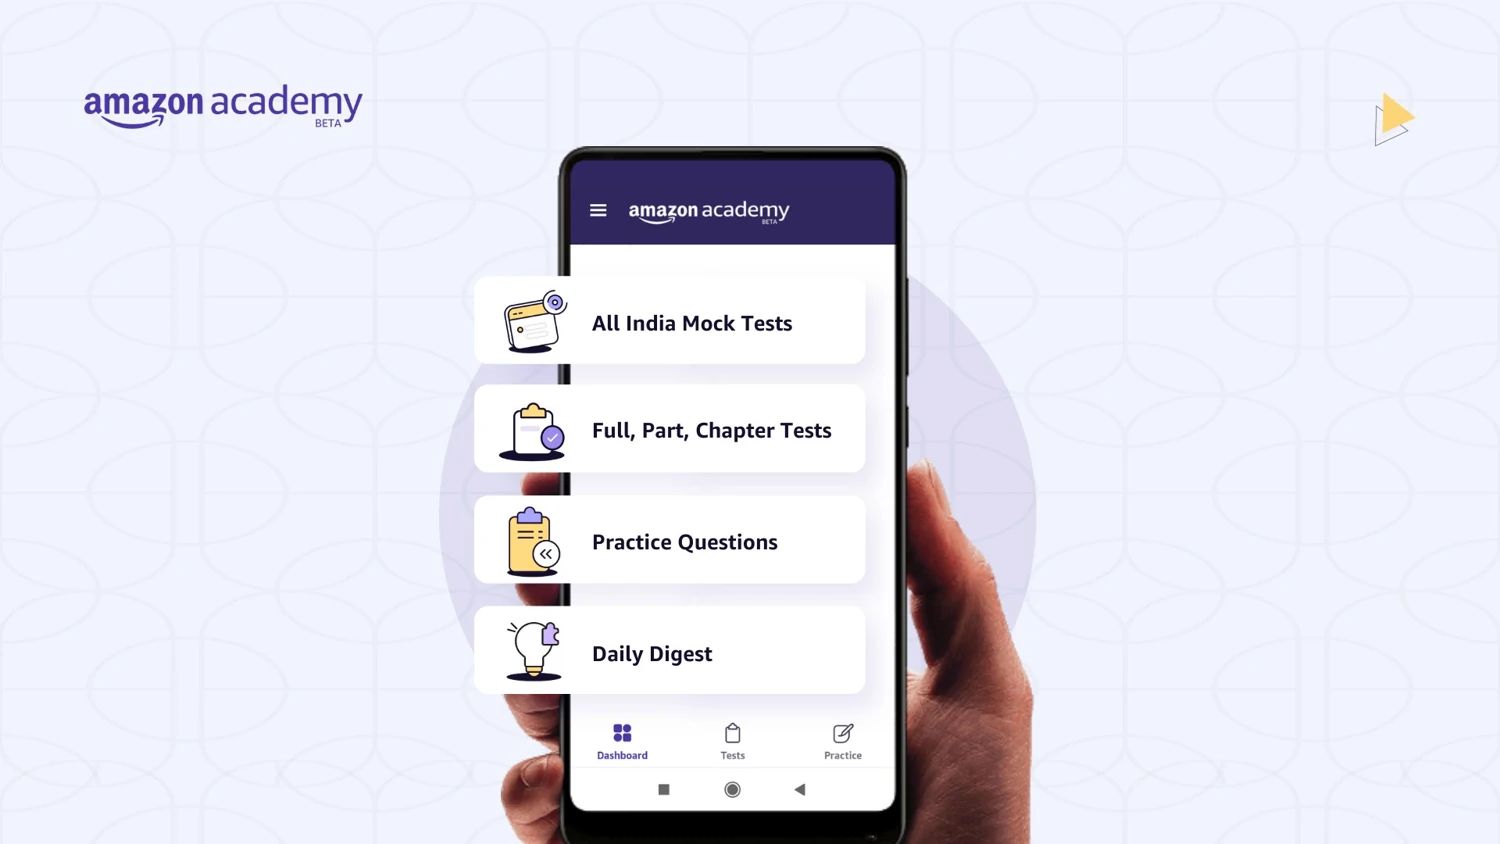 amazon academy
BETA
amazon academy
BETA
All India Mock Tests
Full, Part, Chapter Tests
Practice Questions
Daily Digest
Dashboard Tests Practice